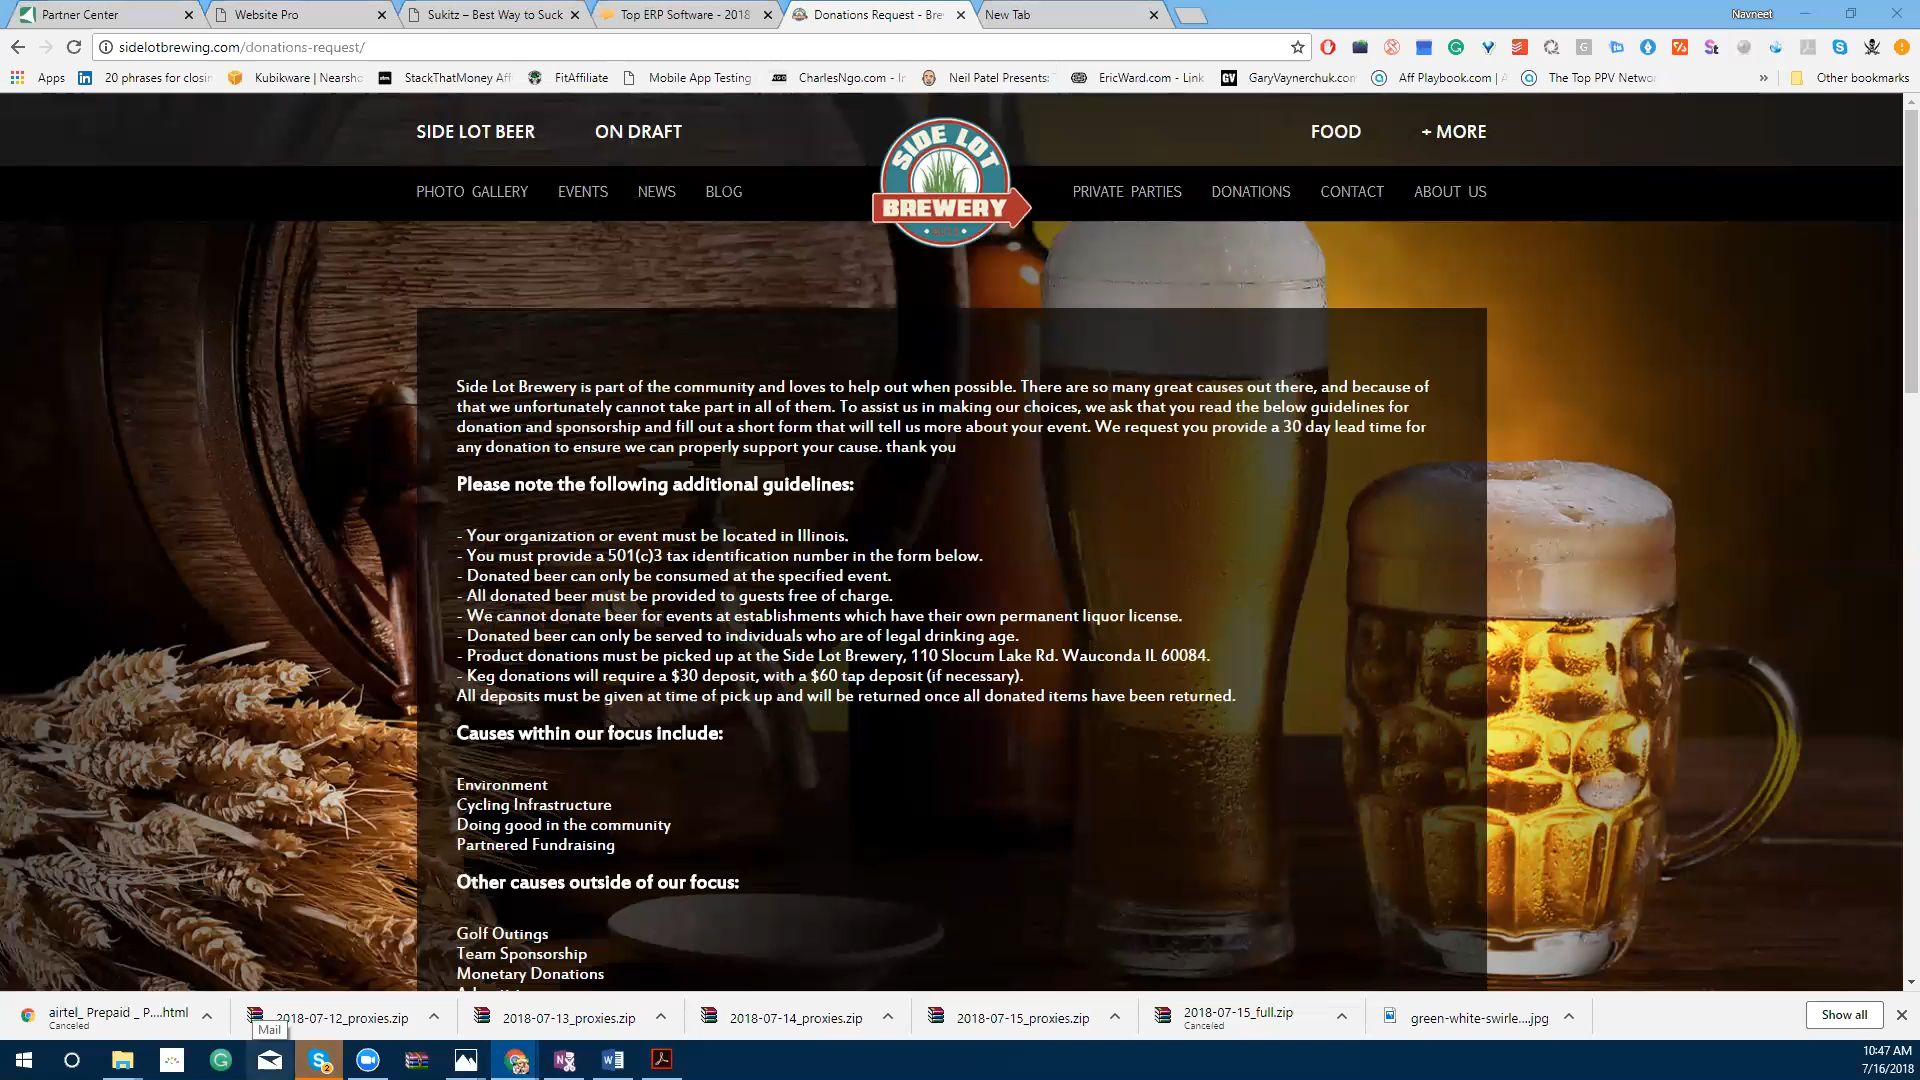 Partner Center
Website Pro
Sukitz – Best Way to Suck
Top ERP Software - 2018
Donations Request - Bre
New Tab
Navneet
sidelotbrewing.com/donations-request/
Apps
20 phrases for closin
Kubikware | Nearsho
StackThatMoney Aff
FitAffiliate
Mobile App Testing
CharlesNgo.com - In
Neil Patel Presents:
EricWard.com - Link
GaryVaynerchuk.com
Aff Playbook.com |
The Top PPV Networ
Other bookmarks
SIDE LOT BEER
ON DRAFT
SIDE LOT
BREWERY
FOOD
+ MORE
PHOTO GALLERY
EVENTS
NEWS
BLOG
PRIVATE PARTIES
DONATIONS
CONTACT
ABOUT US
Side Lot Brewery is part of the community and loves to help out when possible. There are so many great causes out there, and because of
that we unfortunately cannot take part in all of them. To assist us in making our choices, we ask that you read the below guidelines for
donation and sponsorship and fill out a short form that will tell us more about your event. We request you provide a 30 day lead time for
any donation to ensure we can properly support your cause. thank you
Please note the following additional guidelines:
- Your organization or event must be located in Illinois.
- You must provide a 501(c)3 tax identification number in the form below.
- Donated beer can only be consumed at the specified event.
- All donated beer must be provided to guests free of charge.
- We cannot donate beer for events at establishments which have their own permanent liquor license.
- Donated beer can only be served to individuals who are of legal drinking age.
- Product donations must be picked up at the Side Lot Brewery, 110 Slocum Lake Rd. Wauconda IL 60084.
- Keg donations will require a $30 deposit, with a $60 tap deposit (if necessary).
All deposits must be given at time of pick up and will be returned once all donated items have been returned.
Causes within our focus include:
Environment
Cycling Infrastructure
Doing good in the community
Partnered Fundraising
Other causes outside of our focus:
Golf Outings
Team Sponsorship
Monetary Donations
airtel_ Prepaid _ P....html
Canceled
2018-07-12_proxies.zip
2018-07-13_proxies.zip
2018-07-14_proxies.zip
2018-07-15_proxies.zip
2018-07-15_full.zip
Canceled
green-white-swirle....jpg
Show all
Mail
10:47 AM
7/16/2018